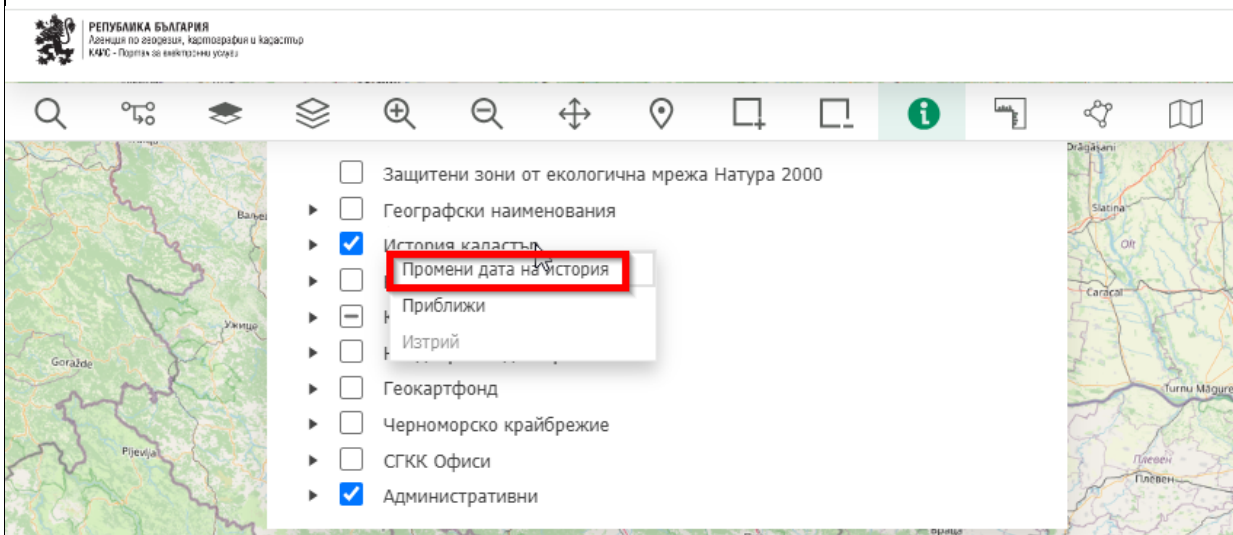 РЕПУБЛИКА БЪЛГАРИЯ
Агенция по геодезия, картография и кадастър
КАИС - Портал за електронни услуги
Drăgășani
Защитени зони от екологична мрежа Натура 2000
Географски наименования
Slatina
История кадастър
Olt
Промени дата на история
Caracal
Приближи
Ужице
Изтрий
Goražde
Геокартфонд
Turnu Măgure
Черноморско крайбрежие
Pljevlja
СГКК Офиси
Плевен
Плевен
Административни
Враца